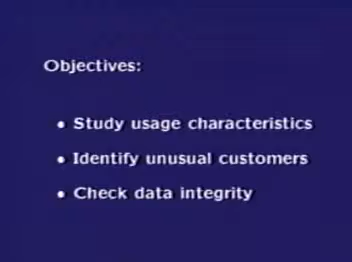 Objectives:
• Study usage characteristics
• Identify unusual customers
• Check data integrity